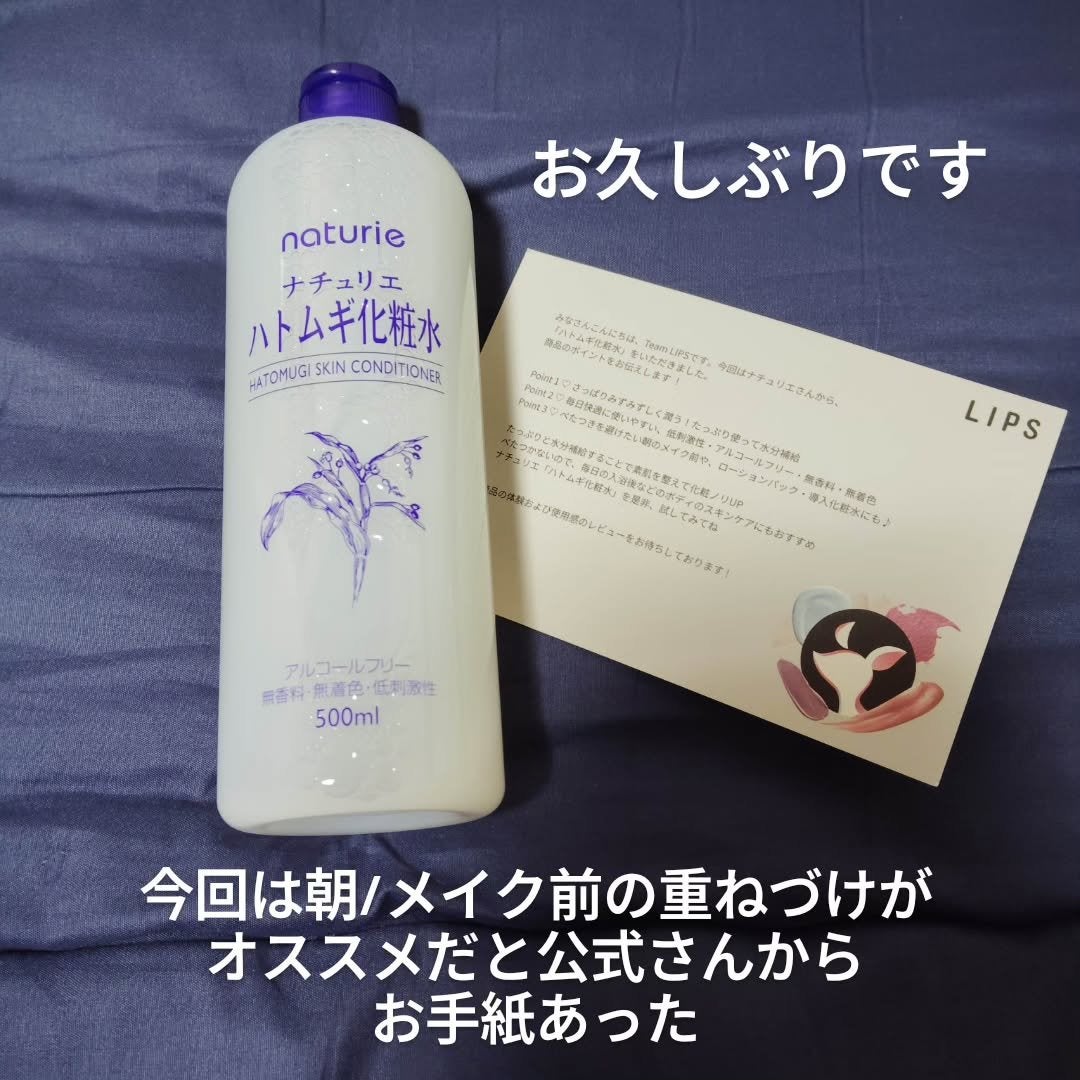 お久しぶりです
naturie
ナチュリエ
ハトムギ化粧水
HATOMUGI SKIN CONDITIONER
アルコールフリー
無香料・無着色・低刺激性
500ml
LIPS
みなさんこんにちは、Team LIPSです。今回はナチュリエさんから、
「ハトムギ化粧水」をいただきました。
商品のポイントをお伝えします！
Point 1♡さっぱりみずみずしく潤う！たっぷり使って水分補給
Point 2♡毎日快適に使いやすい、低刺激性・アルコールフリー・無香料・無着色
Point 3♡べたつきを避けたい朝のメイク前や、ローションパック・導入化粧水にも♪
たっぷりと水分補給することで素肌を整えて化粧ノリUP
べたつかないので、毎日の入浴後などのボディのスキンケアにもおすすめ
ナチュリエ「ハトムギ化粧水」を是非、試してみてね
品の体験および使用感のレビューをお待ちしております！
今回は朝/メイク前の重ねづけが
オススメだと公式さんから
お手紙あった